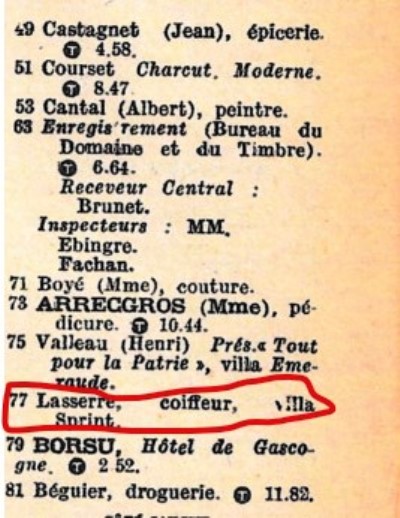 49 Castagnet (Jean), épicerie.
Ⓣ 4.58.
51 Courset Charcut. Moderne.
Ⓣ 8.47
53 Cantal (Albert), peintre.
63 Enregis'rement (Bureau du
Domaine et du Timbre).
Ⓣ 6.64.
Receveur Central :
Brunet.
Inspecteurs : MM.
Ebingre.
Fachan.
71 Boyé (Mme), couture.
73 ARRECGROS (Mme), pé-
dicure. Ⓣ 10.44.
75 Valleau (Henri) Prés. « Tout
pour la Patrie », villa Eme-
raude.
77 Lasserre, coiffeur, villa
Sprint.
79 BORSU, Hôtel de Gasco-
gne. Ⓣ 2 52.
81 Béguier, droguerie. Ⓣ 11.82.